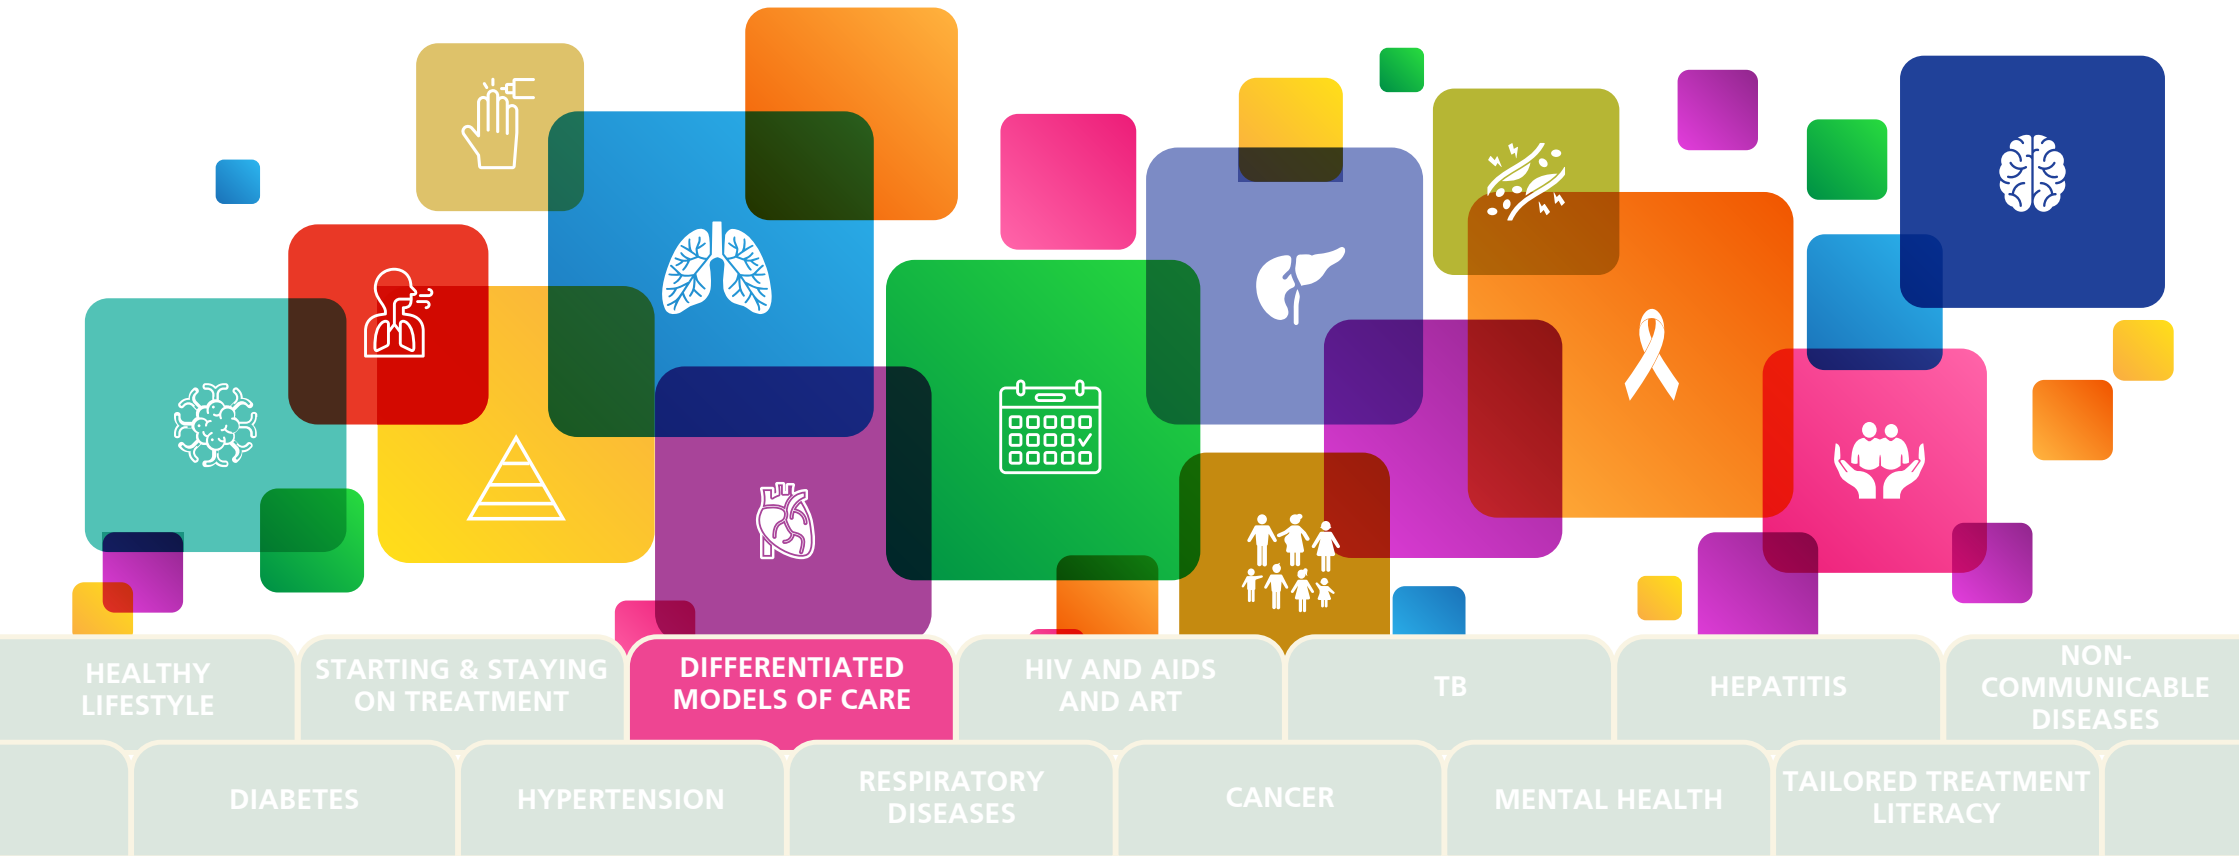 HEALTHY
LIFESTYLE
STARTING & STAYING
ON TREATMENT
DIFFERENTIATED
MODELS OF CARE
HIV AND AIDS
AND ART
TB
HEPATITIS
NON-
COMMUNICABLE
DISEASES
DIABETES
HYPERTENSION
RESPIRATORY
DISEASES
CANCER
MENTAL HEALTH
TAILORED TREATMENT
LITERACY